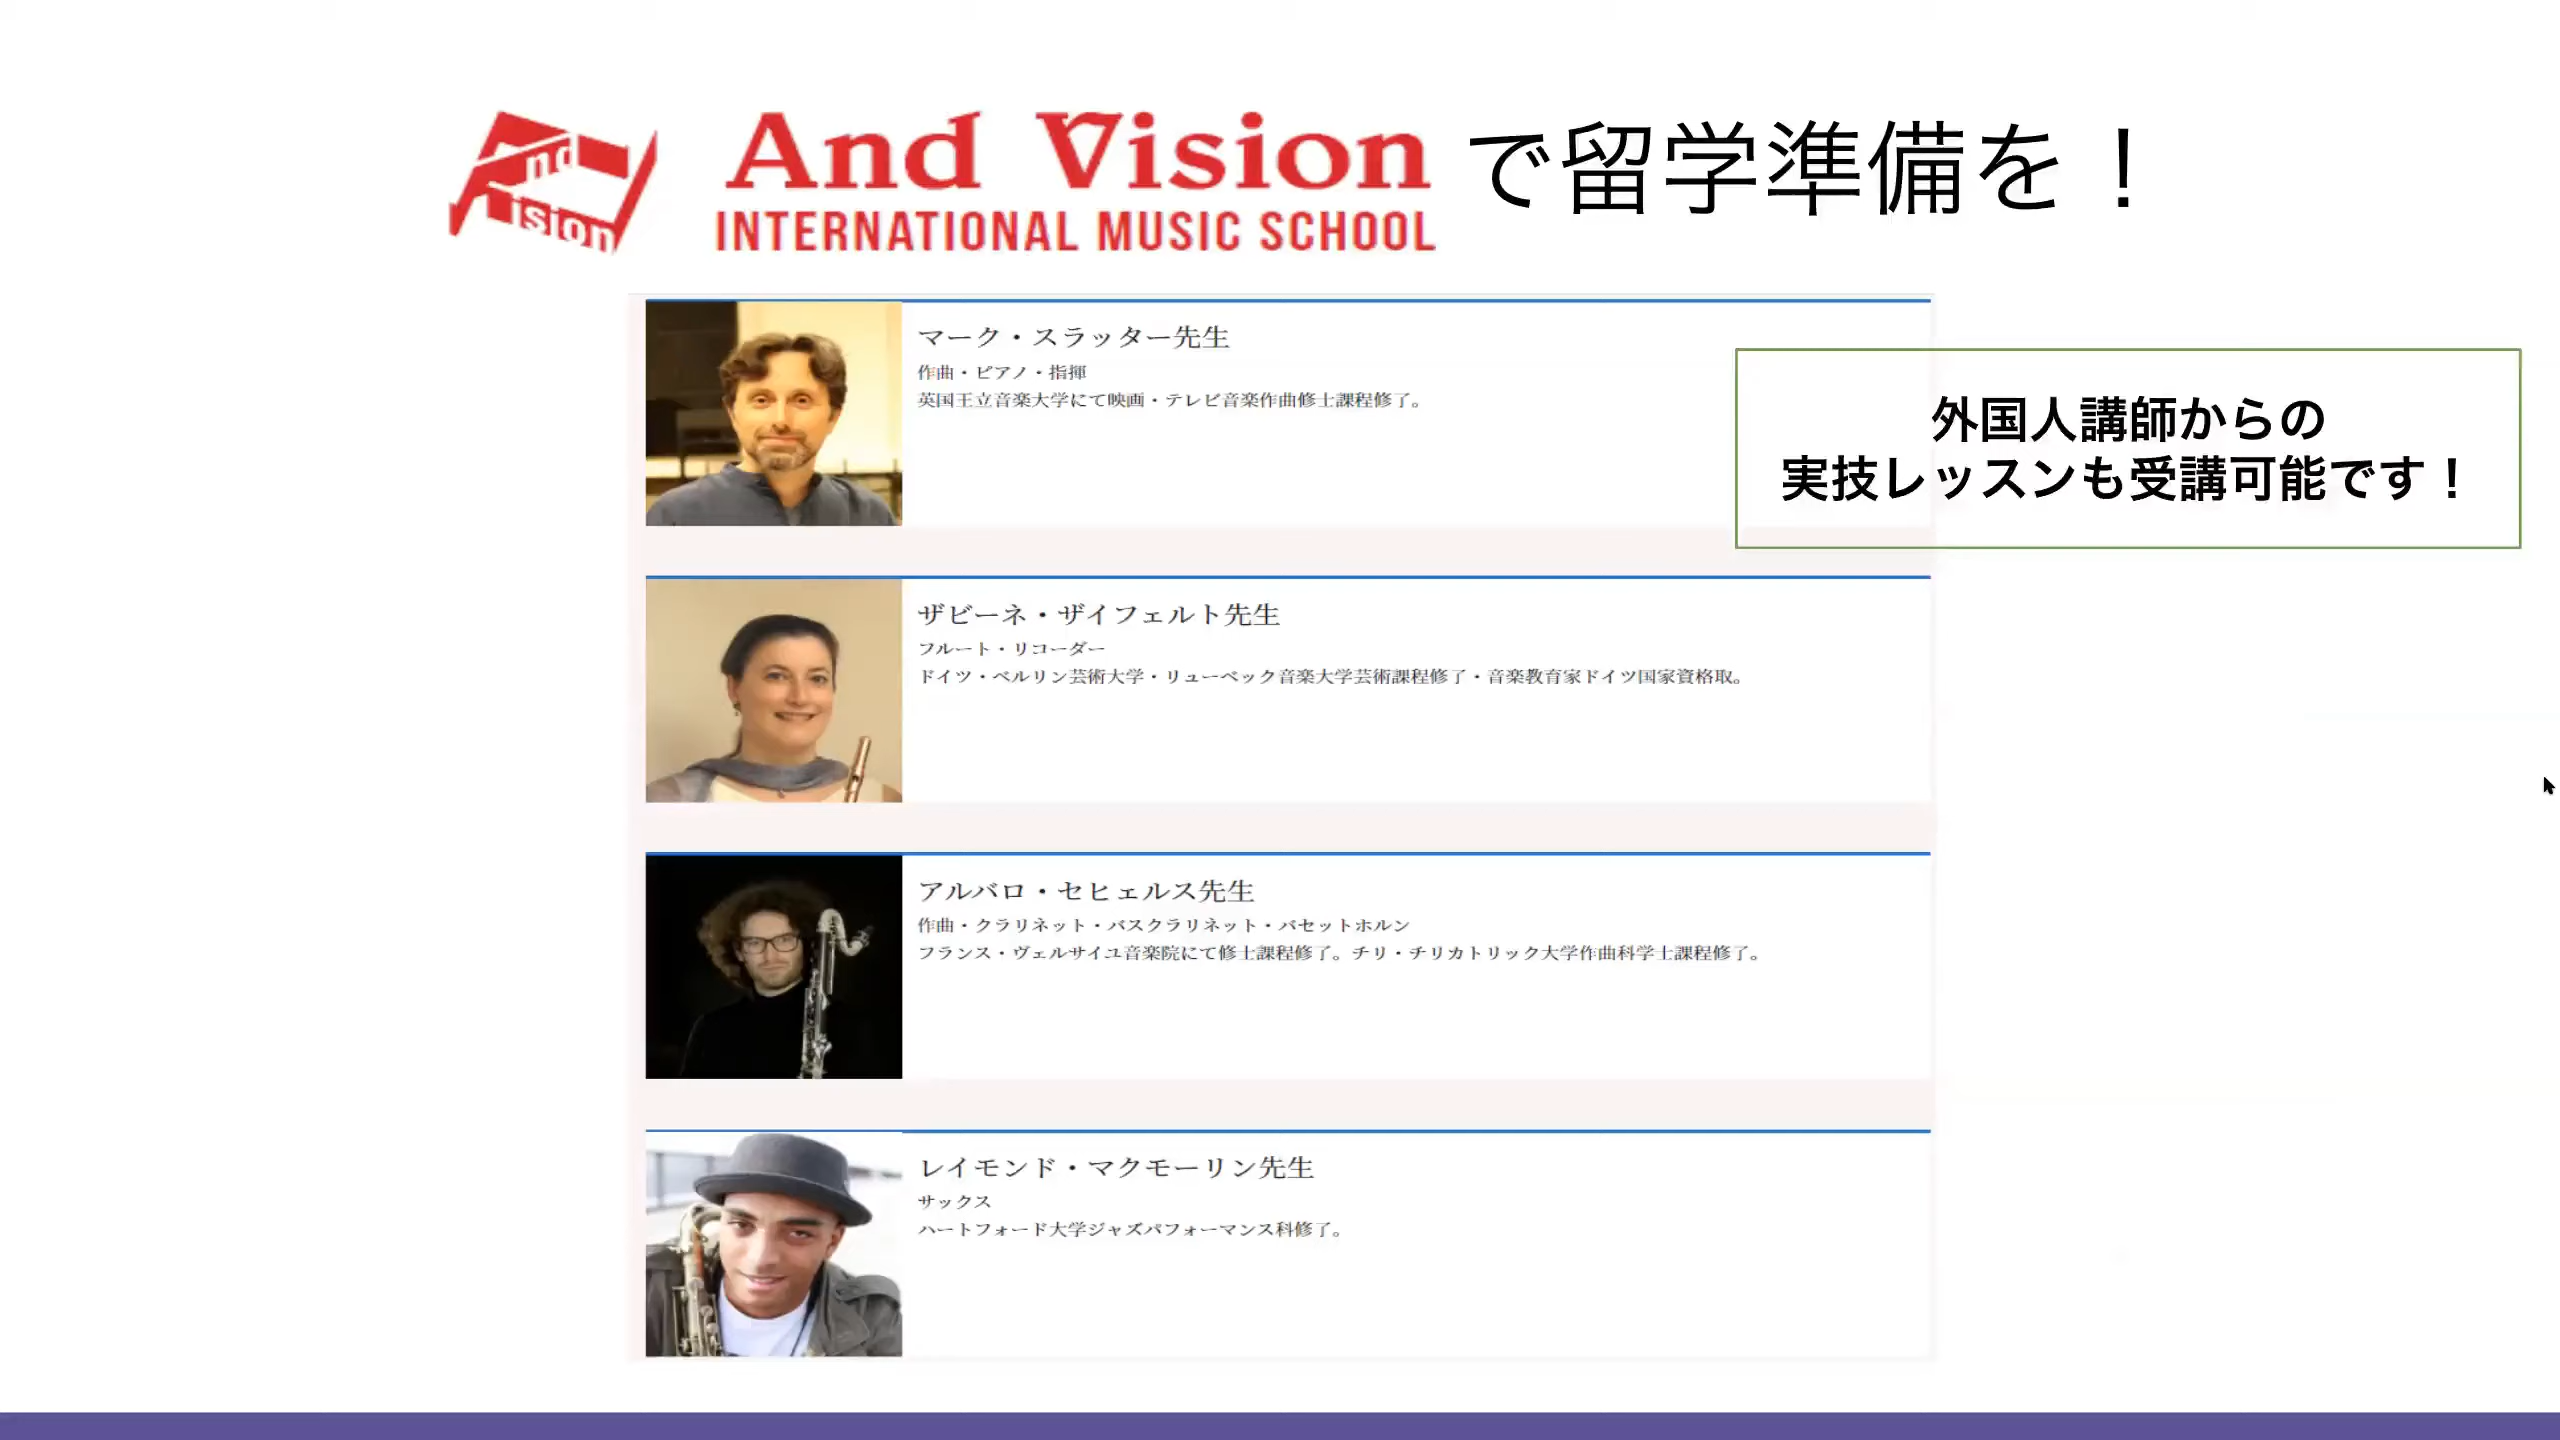 And Vision
INTERNATIONAL MUSIC SCHOOL
で留学準備を！
マーク・スラッター先生
作曲・ピアノ・指揮
英国王立音楽大学にて映画・テレビ音楽作曲修士課程修了。
外国人講師からの
実技レッスンも受講可能です！
ザビーネ・ザイフェルト先生
フルート・リコーダー
ドイツ・ベルリン芸術大学・リューベック音楽大学芸術課程修了・音楽教育家ドイツ国家資格取。
アルバロ・セヒェルス先生
作曲・クラリネット・バスクラリネット・バセットホルン
フランス・ヴェルサイユ音楽院にて修士課程修了。チリ・チリカトリック大学作曲科学士課程修了。
レイモンド・マクモーリン先生
サックス
ハートフォード大学ジャズパフォーマンス科修了。